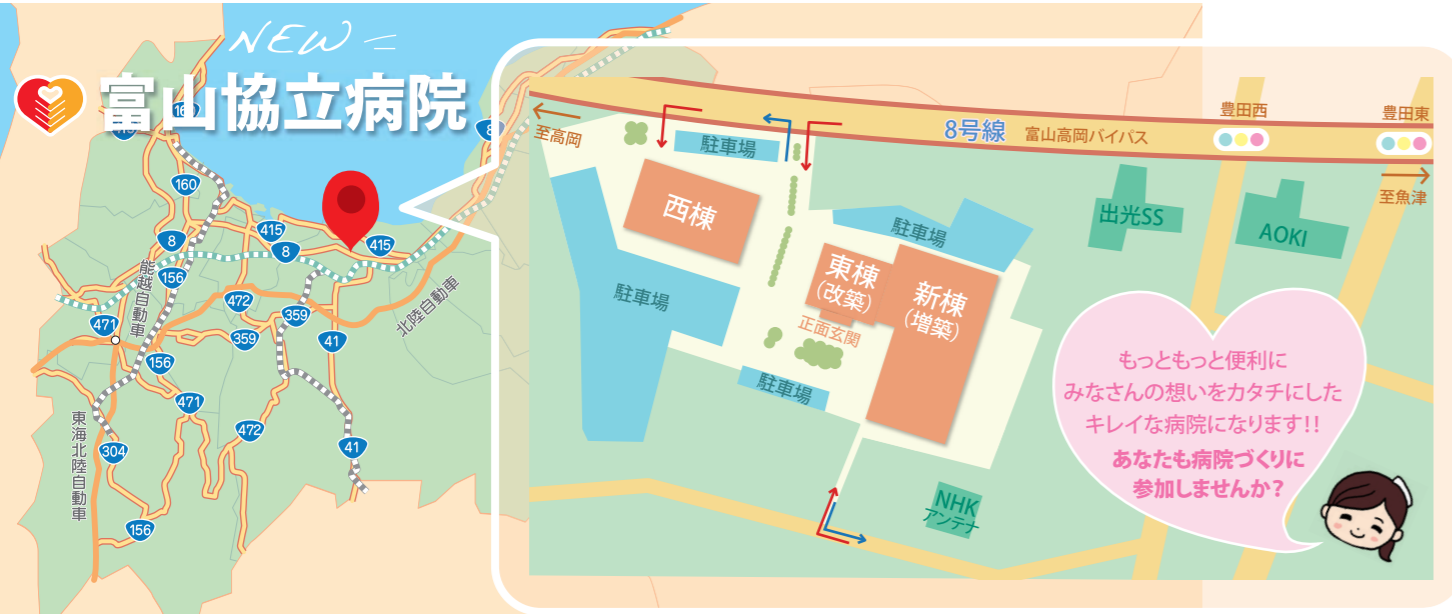 NEW
富山協立病院
160
8
160
415
8
8
415
156
能越自動車
472
359
北陸自動車
471
359
41
156
471
472
東海北陸自動車
304
41
156
至高岡
駐車場
8号線
富山高岡バイパス
豊田西
豊田東
至魚津
西棟
駐車場
出光SS
AOKI
駐車場
東棟
(改築)
新棟
(増築)
正面玄関
駐車場
NHK
アンテナ
もっともっと便利に
みなさんの想いをカタチにした
キレイな病院になります!!
あなたも病院づくりに
参加しませんか?